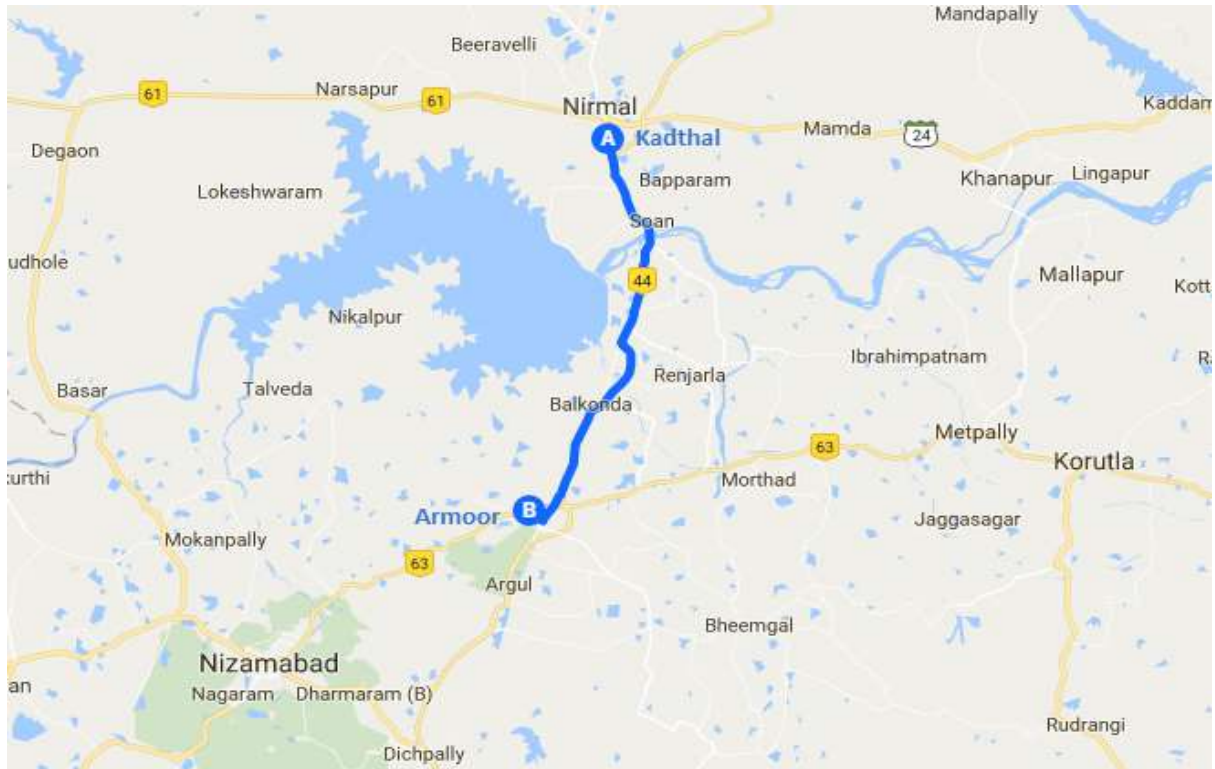 Mandapally
Beeravelli
61
Narsapur
61
Nirmal
Kaddam
A
Kadthal
Mamda
24
Degaon
Lokeshwaram
Bapparam
Khanapur
Lingapur
Soan
udhole
44
Mallapur
Kott
Nikalpur
Ibrahimpatnam
R
Basar
Talveda
Renjarla
Balkonda
63
Metpally
Korutla
kurthi
Morthad
Armoor
B
Jaggasagar
Mokanpally
63
Argul
Bheemgal
Nizamabad
an
Nagaram
Dharmaram (B)
Rudrangi
Dichpally